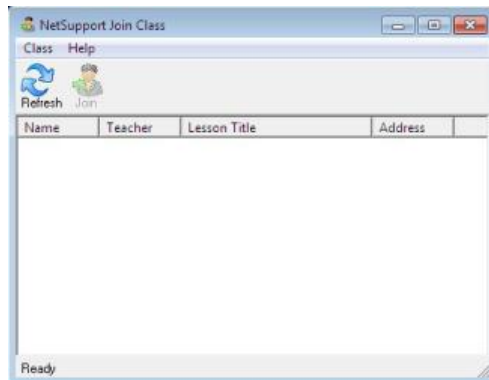 NetSupport Join Class
Class Help
Refresh Join
Name Teacher Lesson Title Address
Ready